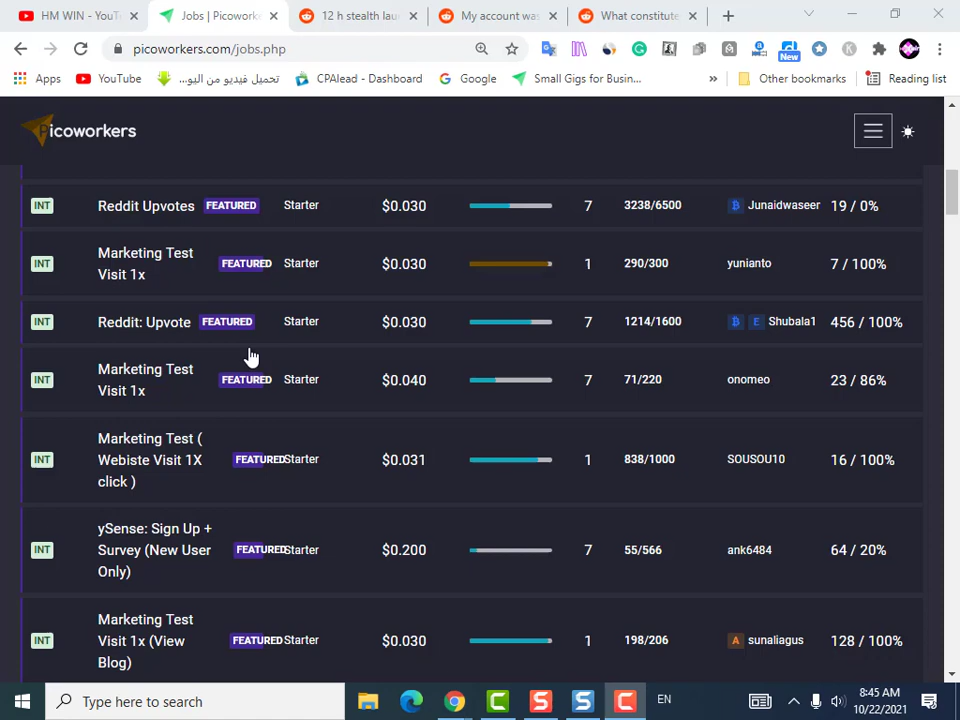 HM WIN - YouT
Jobs | Picowork
12 h stealth lau
My account was
What constitute
picoworkers.com/jobs.php
New
Apps
YouTube
تحميل فيديو من اليو...
CPAlead - Dashboard
Google
Small Gigs for Busin...
»
Other bookmarks
Reading list
Picoworkers
INT Reddit Upvotes FEATURED Starter $0.030 7 3238/6500 Junaidwaseer 19 / 0%
Marketing Test
INT FEATURED Starter $0.030 1 290/300 yunianto 7 / 100%
Visit 1x
INT Reddit: Upvote FEATURED Starter $0.030 7 1214/1600 E Shubala1 456 / 100%
Marketing Test
INT FEATURED Starter $0.040 7 71/220 onomeo 23 / 86%
Visit 1x
Marketing Test (
INT Webiste Visit 1X FEATURED Starter $0.031 1 838/1000 SOUSOU10 16 / 100%
click )
ySense: Sign Up +
INT Survey (New User FEATURED Starter $0.200 7 55/566 ank6484 64 / 20%
Only)
Marketing Test
INT Visit 1x (View FEATURED Starter $0.030 1 198/206 A sunaliagus 128 / 100%
Blog)
Type here to search
EN
8:45 AM
10/22/2021